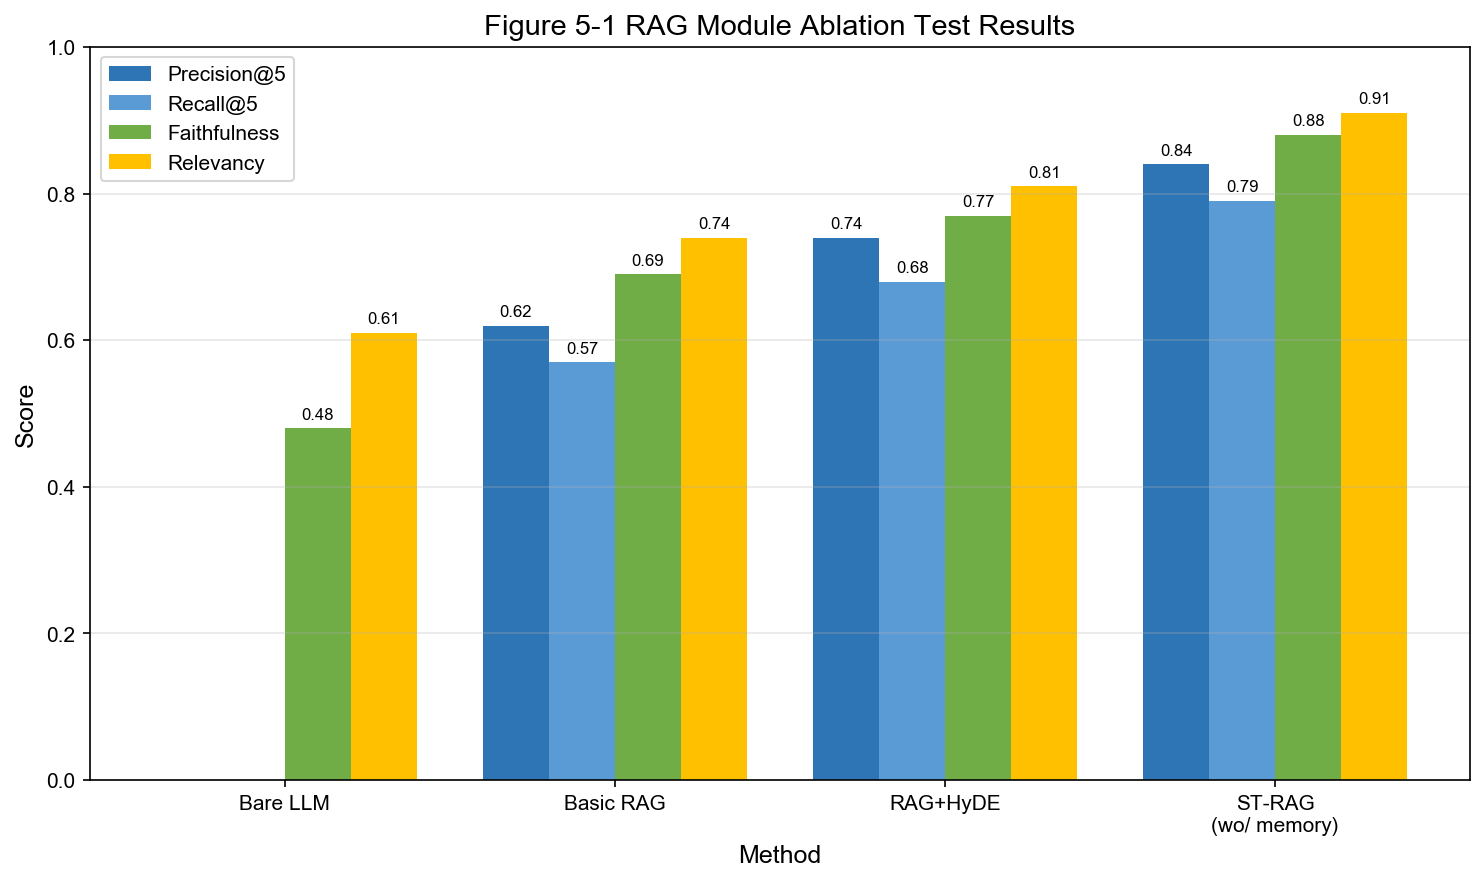 Figure 5-1 RAG Module Ablation Test Results
Precision@5
Recall@5
Faithfulness
Relevancy
Score
1.0
0.8
0.6
0.4
0.2
0.0
0.48
0.61
0.62
0.57
0.69
0.74
0.74
0.68
0.77
0.81
0.84
0.79
0.88
0.91
Bare LLM
Basic RAG
RAG+HyDE
ST-RAG
(wo/ memory)
Method